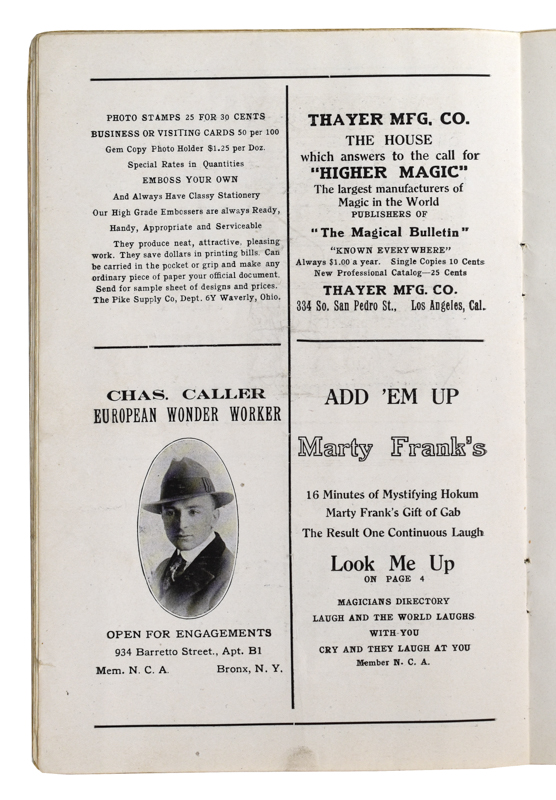 PHOTO STAMPS 25 FOR 30 CENTS
BUSINESS OR VISITING CARDS 50 per 100
Gem Copy Photo Holder $1.25 per Doz.
Special Rates in Quantities
EMBOSS YOUR OWN
And Always Have Classy Stationery
Our High Grade Embossers are always Ready,
Handy, Appropriate and Serviceable
They produce neat, attractive, pleasing
work. They save dollars in printing bills. Can
be carried in the pocket or grip and make any
ordinary piece of paper your official document.
Send for sample sheet of designs and prices.
The Pike Supply Co, Dept. 6Y Waverly, Ohio.
THAYER MFG. CO.
THE HOUSE
which answers to the call for
"HIGHER MAGIC"
The largest manufacturers of
Magic in the World
PUBLISHERS OF
"The Magical Bulletin"
"KNOWN EVERYWHERE"
Always $1.00 a year. Single Copies 10 Cents
New Professional Catalog—25 Cents
THAYER MFG. CO.
334 So. San Pedro St., Los Angeles, Cal.
CHAS. CALLER
EUROPEAN WONDER WORKER
OPEN FOR ENGAGEMENTS
934 Barretto Street., Apt. B1
Mem. N. C. A. Bronx, N. Y.
ADD 'EM UP
Marty Frank's
16 Minutes of Mystifying Hokum
Marty Frank's Gift of Gab
The Result One Continuous Laugh
Look Me Up
ON PAGE 4
MAGICIANS DIRECTORY
LAUGH AND THE WORLD LAUGHS
WITH YOU
CRY AND THEY LAUGH AT YOU
Member N. C. A.